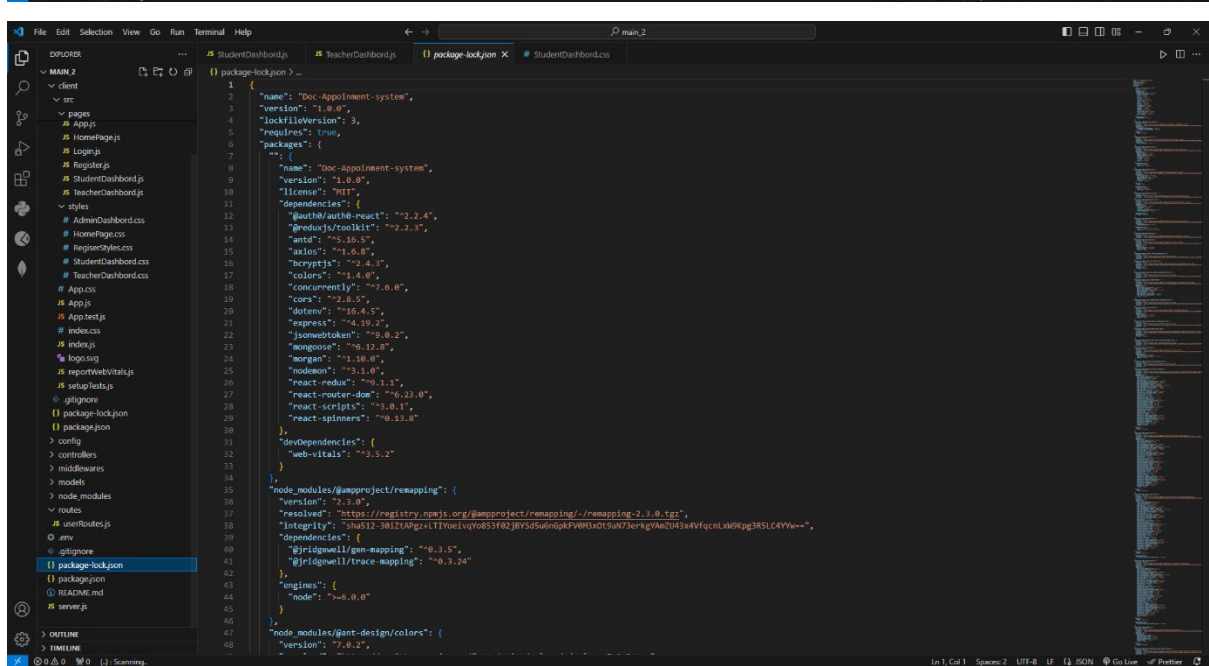 File Edit Selection View Go Run Terminal Help
main_2
EXPLORER
StudentDashbord.js
TeacherDashbord.js
package-lock.json
StudentDashbord.css
MAIN_2
client
src
pages
App.js
HomePage.js
Login.js
Register.js
StudentDashbord.js
TeacherDashbord.js
styles
AdminDashbord.css
HomePage.css
RegiserStyles.css
StudentDashbord.css
TeacherDashbord.css
App.css
App.js
App.test.js
index.css
index.js
logo.svg
reportWebVitals.js
setupTests.js
.gitignore
package-lock.json
package.json
config
controllers
middlewares
models
node_modules
routes
userRoutes.js
.env
.gitignore
package-lock.json
package.json
README.md
server.js
OUTLINE
TIMELINE
{} package-lock.json > ...
1 {
2 "name": "Doc-Appoinment-system",
3 "version": "1.0.0",
4 "lockfileVersion": 3,
5 "requires": true,
6 "packages": {
7 "": {
8 "name": "Doc-Appoinment-system",
9 "version": "1.0.0",
10 "license": "MIT",
11 "dependencies": {
12 "@auth0/auth0-react": "^2.2.4",
13 "@reduxjs/toolkit": "^2.2.3",
14 "antd": "^5.16.5",
15 "axios": "^1.6.8",
16 "bcryptjs": "^2.4.3",
17 "colors": "^1.4.0",
18 "concurrently": "^7.6.0",
19 "cors": "^2.8.5",
20 "dotenv": "^16.4.5",
21 "express": "^4.19.2",
22 "jsonwebtoken": "^9.0.2",
23 "mongoose": "^6.12.8",
24 "morgan": "^1.10.0",
25 "nodemon": "^3.1.0",
26 "react-redux": "^9.1.1",
27 "react-router-dom": "^6.23.0",
28 "react-scripts": "^3.0.1",
29 "react-spinners": "^0.13.8"
30 },
31 "devDependencies": {
32 "web-vitals": "^3.5.2"
33 }
34 },
35 "node_modules/@ampproject/remapping": {
36 "version": "2.3.0",
37 "resolved": "https://registry.npmjs.org/@ampproject/remapping/-/remapping-2.3.0.tgz",
38 "integrity":
39 "dependencies": {
40 "@jridgewell/gen-mapping": "^0.3.5",
41 "@jridgewell/trace-mapping": "^0.3.24"
42 },
43 "engines": {
44 "node": ">=6.0.0"
45 }
46 },
47 "node_modules/@ant-design/colors": {
48 "version": "7.0.2",
0 0 0 {..} : Scanning.. Ln 1, Col 1 Spaces: 2 UTF-8 LF {} JSON Go Live Prettier